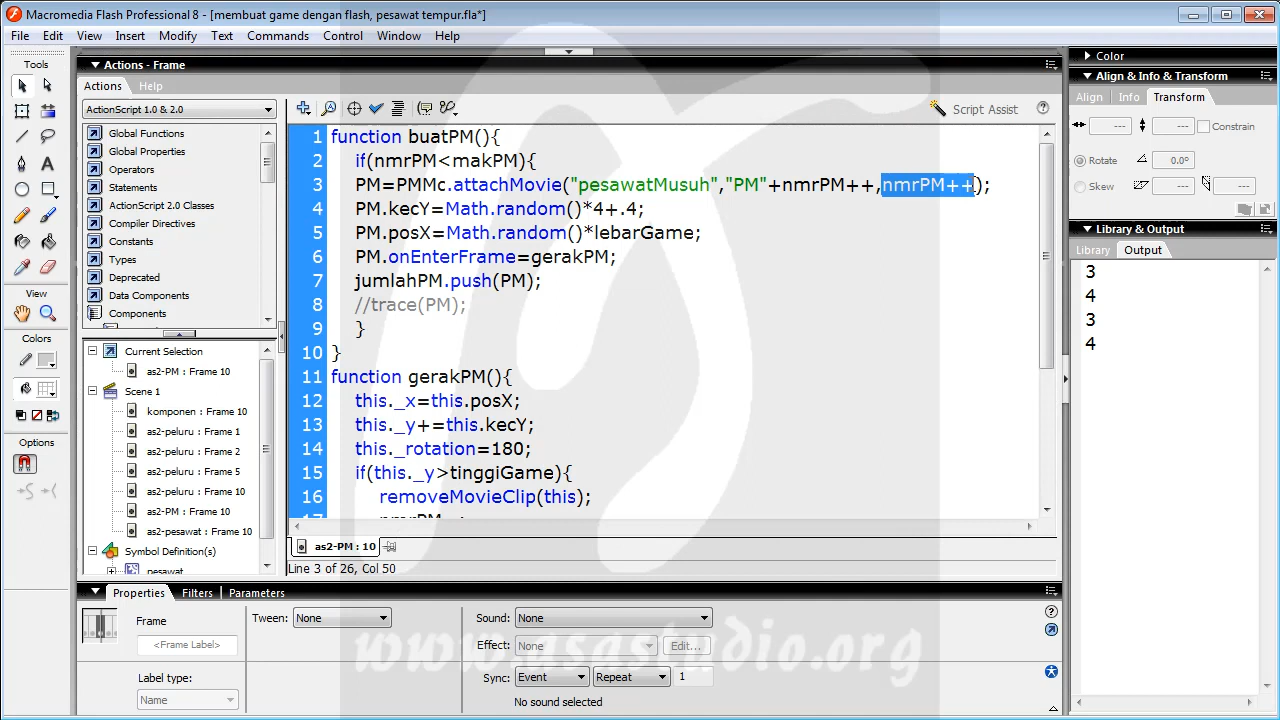 Macromedia Flash Professional 8 - [membuat game dengan flash, pesawat tempur.fla*]
File Edit View Insert Modify Text Commands Control Window Help
Tools
View
Colors
Options
Actions - Frame
Actions Help
ActionScript 1.0 & 2.0
Global Functions
Global Properties
Operators
Statements
ActionScript 2.0 Classes
Compiler Directives
Constants
Types
Deprecated
Data Components
Components
Current Selection
as2-PM : Frame 10
Scene 1
komponen : Frame 10
as2-peluru : Frame 1
as2-peluru : Frame 2
as2-peluru : Frame 5
as2-peluru : Frame 10
as2-PM : Frame 10
as2-pesawat : Frame 10
Symbol Definition(s)
pesawat
Script Assist
1 function buatPM(){
2 if(nmrPM<makPM){
3 PM=PMMc.attachMovie("pesawatMusuh","PM"+nmrPM++,nmrPM++);
4 PM.kecY=Math.random()*4+.4;
5 PM.posX=Math.random()*lebarGame;
6 PM.onEnterFrame=gerakPM;
7 jumlahPM.push(PM);
8 //trace(PM);
9 }
10 }
11 function gerakPM(){
12 this._x=this.posX;
13 this._y+=this.kecY;
14 this._rotation=180;
15 if(this._y>tinggiGame){
16 removeMovieClip(this);
as2-PM : 10
Line 3 of 26, Col 50
Properties Filters Parameters
Frame
<Frame Label>
Label type:
Name
Tween: None
Sound: None
Effect: None Edit...
Sync: Event Repeat 1
No sound selected
www.asastudio.org
Color
Align & Info & Transform
Align Info Transform
--- --- Constrain
Rotate 0.0°
Skew --- ---
Library & Output
Library Output
3
4
3
4